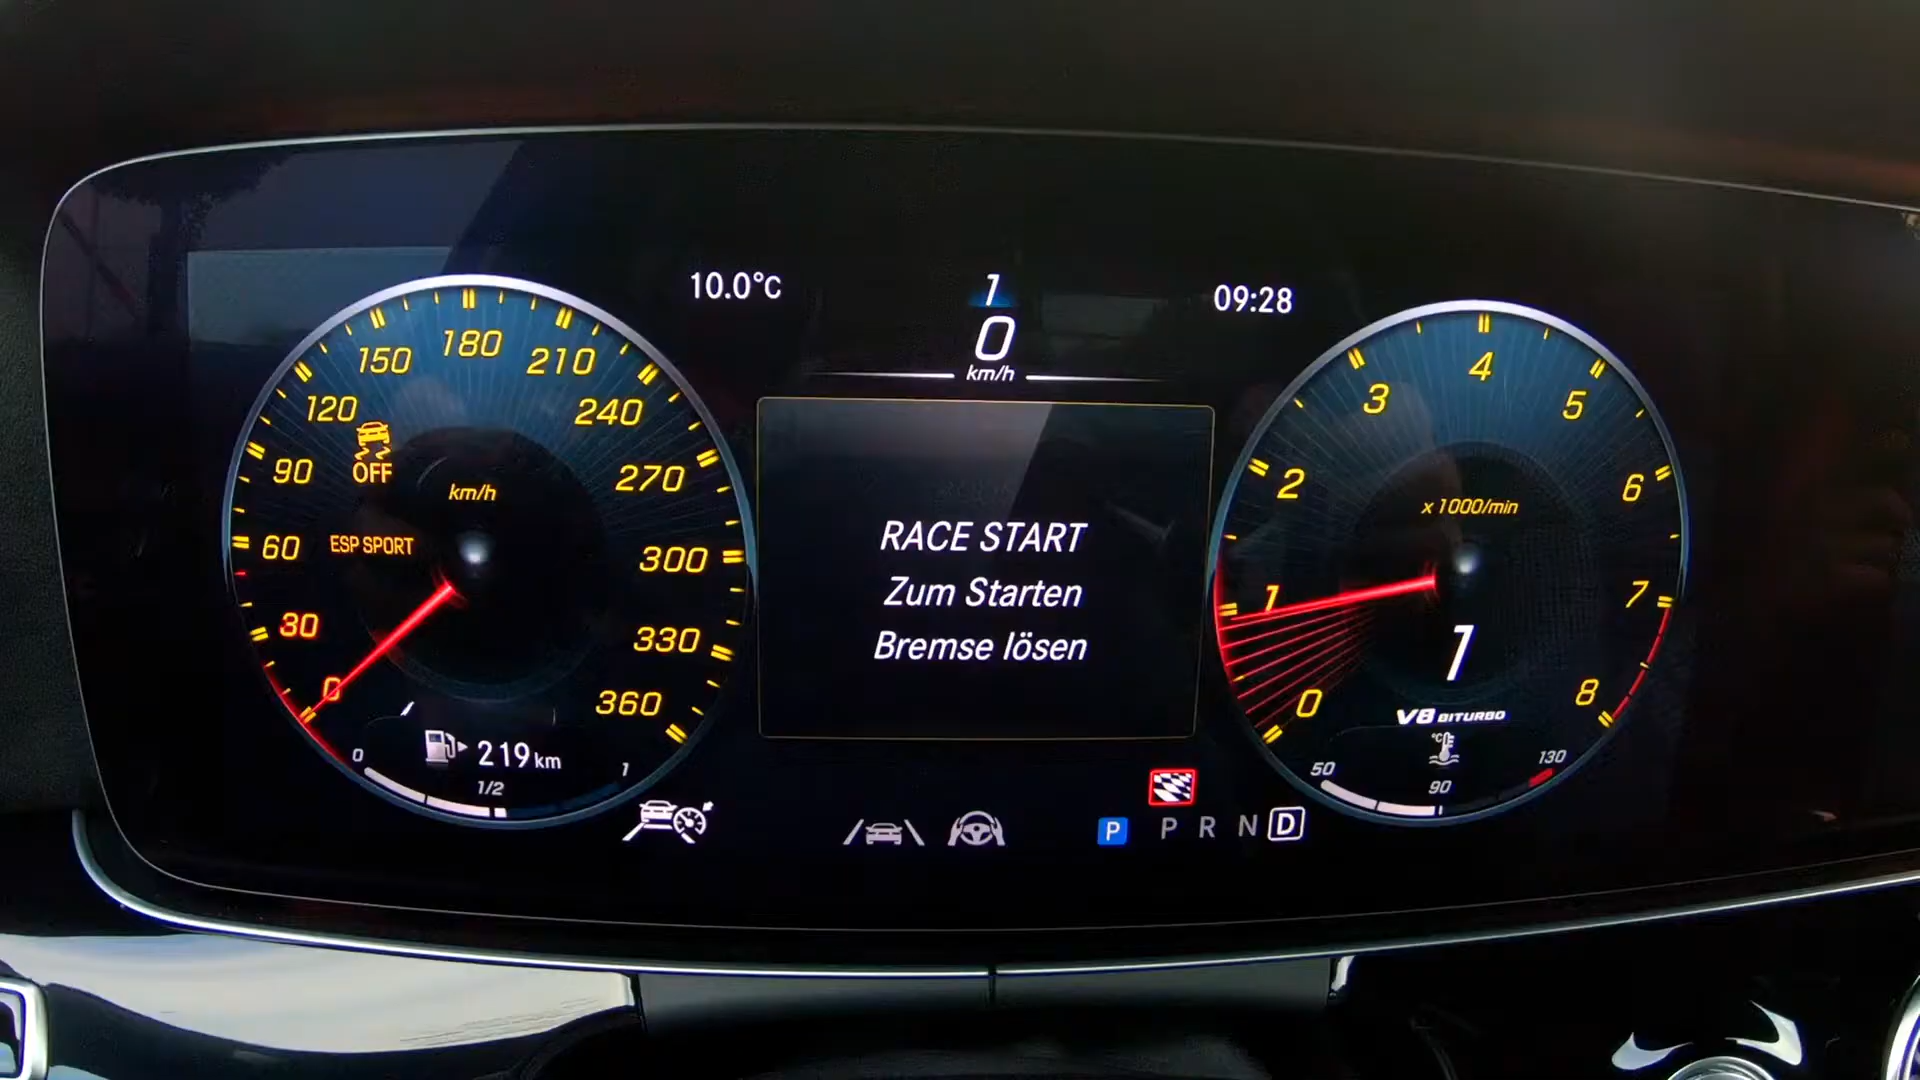 10.0°C
1
0
km/h
09:28
0
30
60
90
120
150
180
210
240
270
300
330
360
km/h
OFF
ESP SPORT
219 km
0
1/2
1
RACE START
Zum Starten
Bremse lösen
0
1
2
3
4
5
6
7
8
x 1000/min
1
V8 BITURBO
°C
50
90
130
P
P R N D